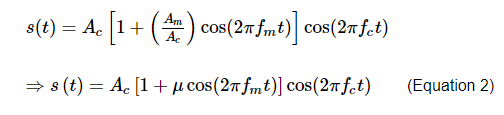 s(t) = A_c [1 + (A_m/A_c) cos(2πf_m t)] cos(2πf_c t)
⇒ s (t) = A_c [1 + μ cos(2πf_m t)] cos(2πf_c t) (Equation 2)